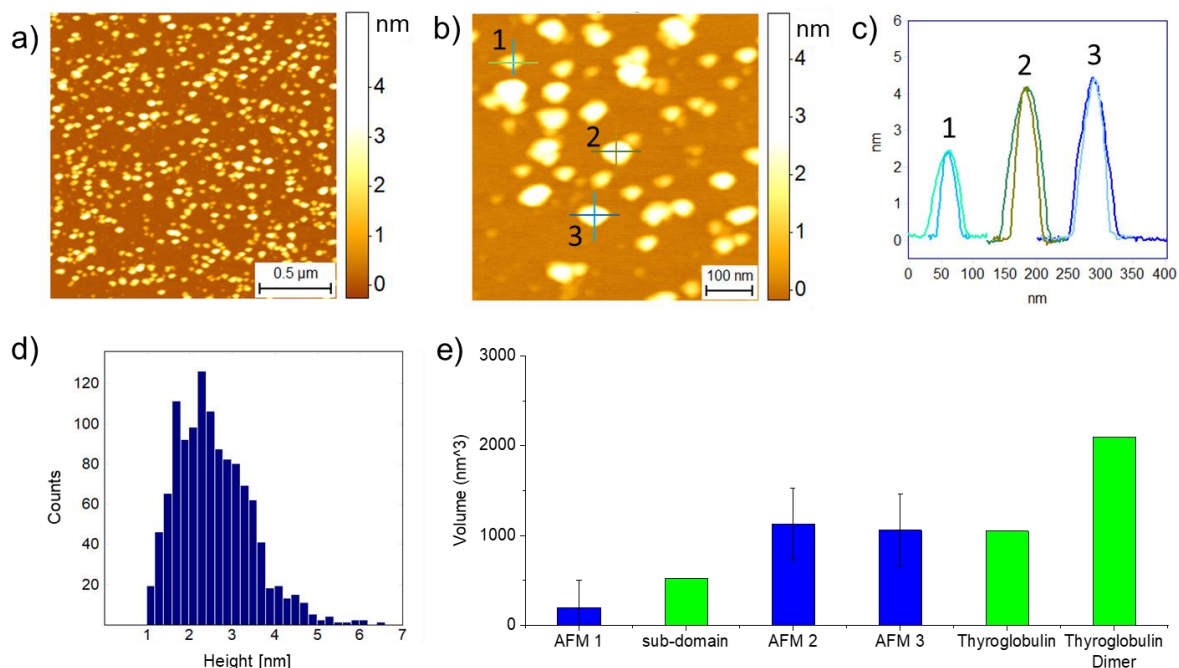 a)
nm
4
3
2
1
0
0.5 µm
b)
nm
1
2
3
4
3
2
1
0
100 nm
c)
6
5
4
3
2
1
0
nm
1
2
3
0 50 100 150 200 250 300 350 400
nm
d)
120
100
80
60
40
20
Counts
1 2 3 4 5 6 7
Height [nm]
e)
3000
2000
1000
0
Volume (nm^3)
AFM 1
sub-domain
AFM 2
AFM 3
Thyroglobulin
Thyroglobulin
Dimer